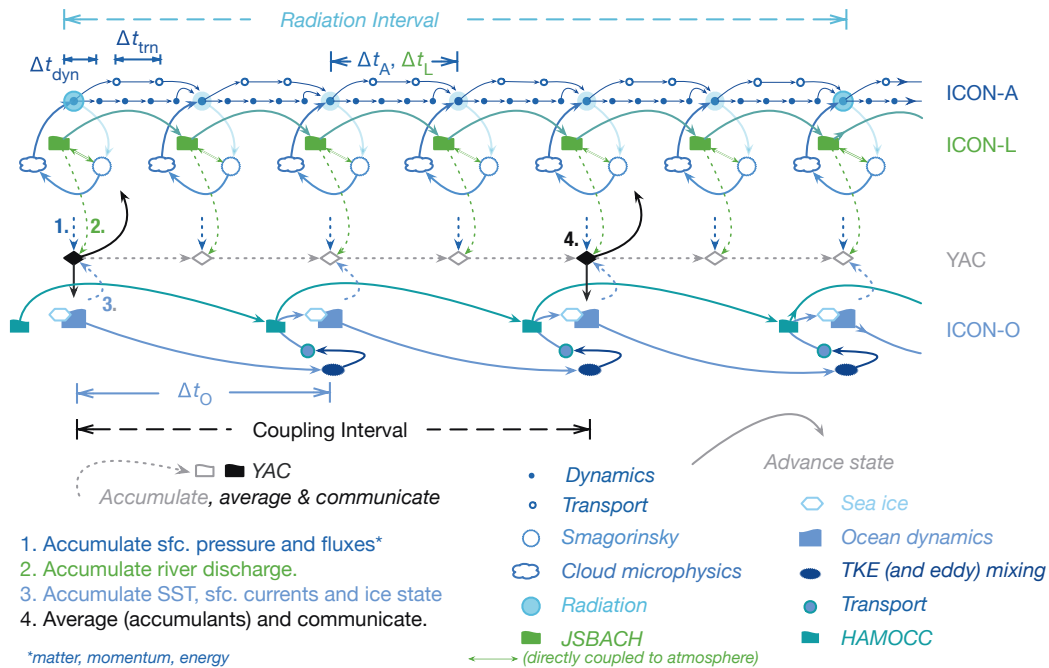 Radiation Interval
Δt_trn
Δt_dyn
Δt_A, Δt_L
ICON-A
ICON-L
1.
2.
4.
YAC
3.
ICON-O
Δt_O
Coupling Interval
YAC
Accumulate, average & communicate
Advance state
Dynamics
Transport
Smagorinsky
Cloud microphysics
Radiation
JSBACH
(directly coupled to atmosphere)
Sea ice
Ocean dynamics
TKE (and eddy) mixing
Transport
HAMOCC
1. Accumulate sfc. pressure and fluxes*
2. Accumulate river discharge.
3. Accumulate SST, sfc. currents and ice state
4. Average (accumulants) and communicate.
*matter, momentum, energy